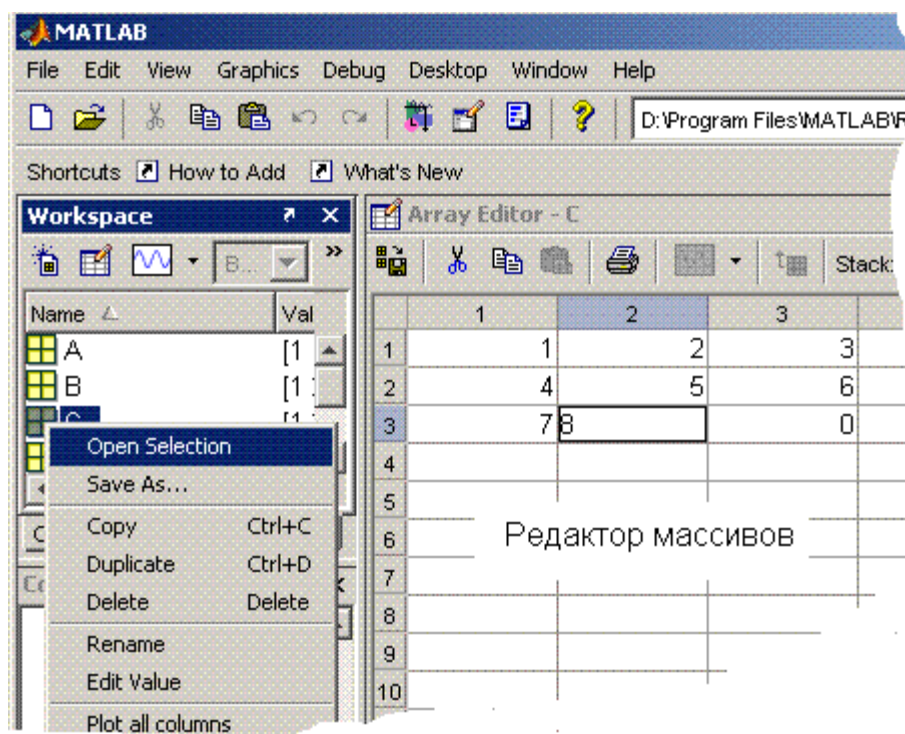 MATLAB
File Edit View Graphics Debug Desktop Window Help
D:\Program Files\MATLAB\R
Shortcuts How to Add What's New
Workspace
B...
Name Val
A [1
B [1
C [1
Open Selection
Save As...
Copy Ctrl+C
Duplicate Ctrl+D
Delete Delete
Rename
Edit Value
Plot all columns
Array Editor - C
Stack:
1 2 3
1 1 2 3
2 4 5 6
3 7 8 0
4
5
6
7
8
9
10
Редактор массивов